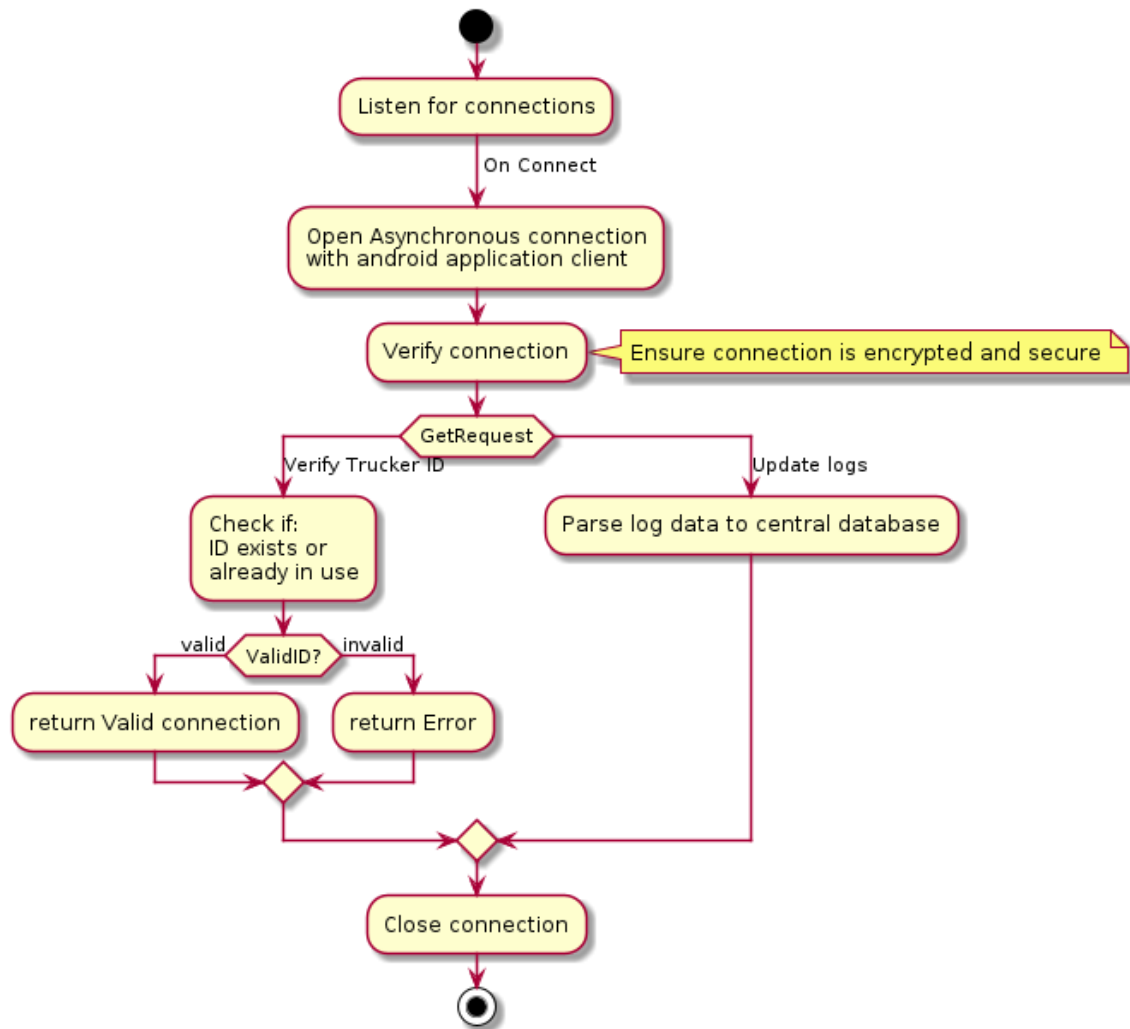 Listen for connections
On Connect
Open Asynchronous connection
with android application client
Verify connection
Ensure connection is encrypted and secure
GetRequest
Verify Trucker ID
Update logs
Check if:
ID exists or
already in use
Parse log data to central database
valid
ValidID?
invalid
return Valid connection
return Error
Close connection